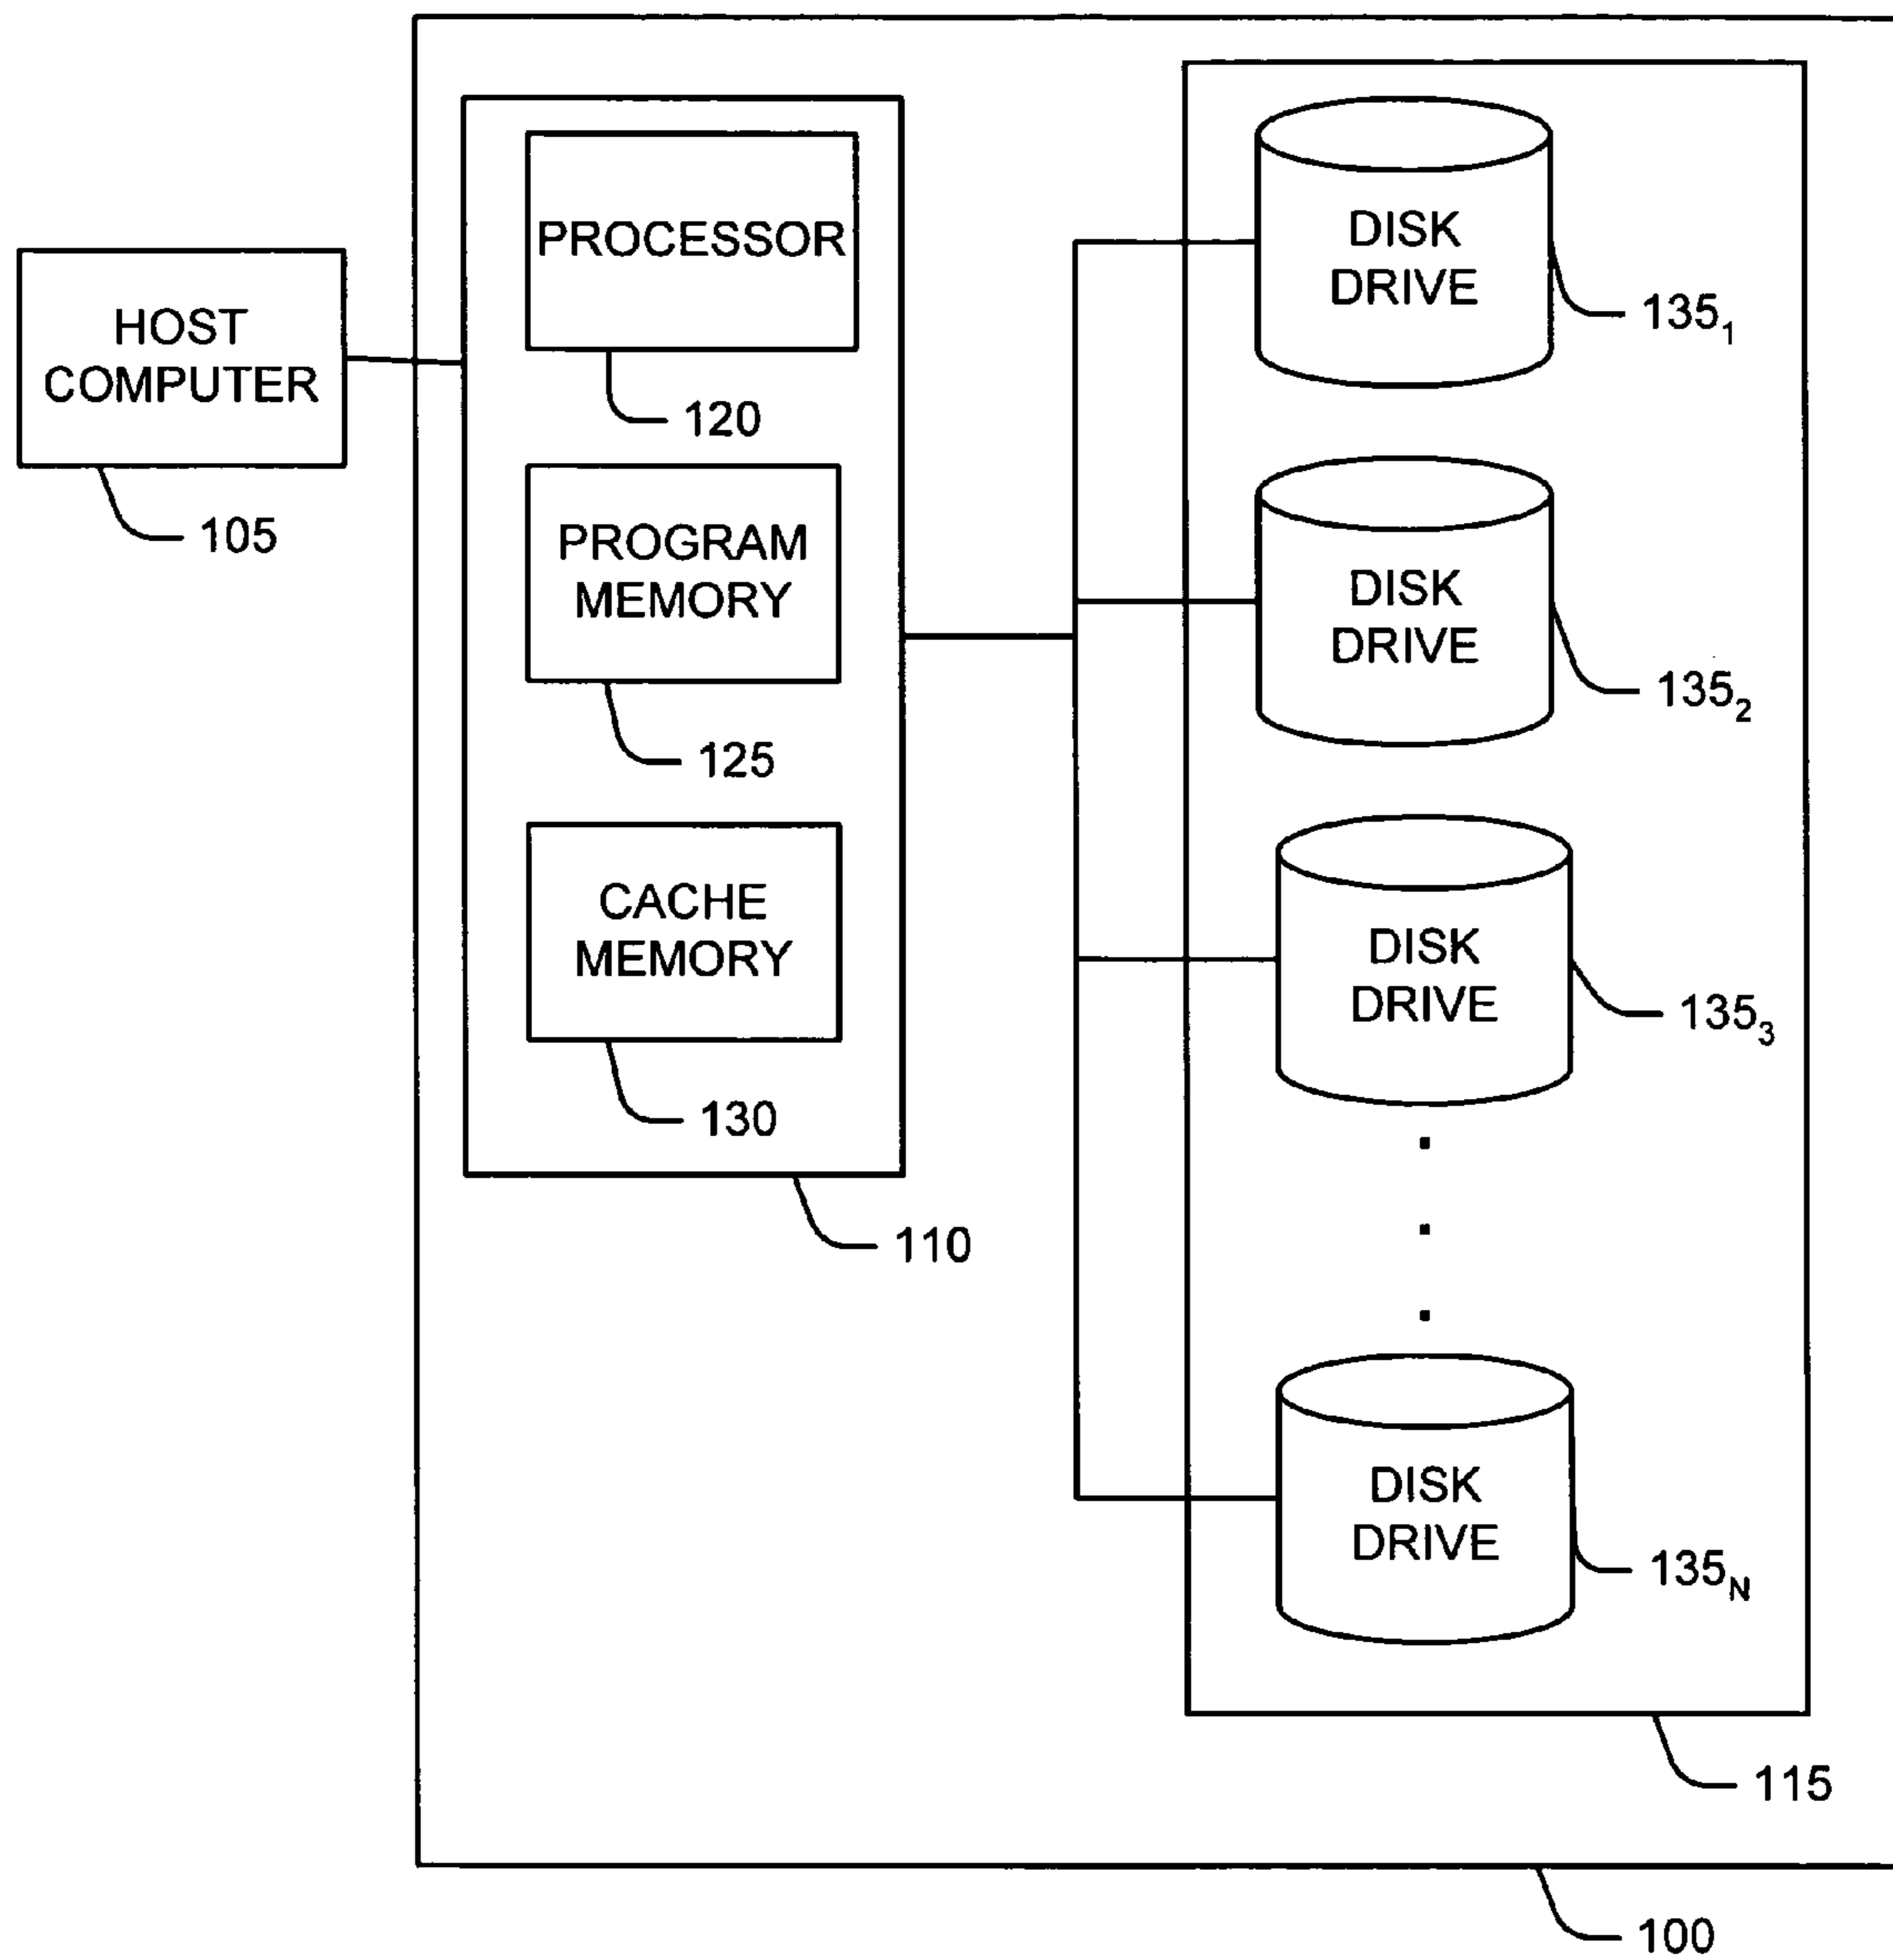 HOST
COMPUTER
105
PROCESSOR
120
PROGRAM
MEMORY
125
CACHE
MEMORY
130
110
DISK
DRIVE
135₁
DISK
DRIVE
135₂
DISK
DRIVE
135₃
.
.
.
DISK
DRIVE
135_N
115
100